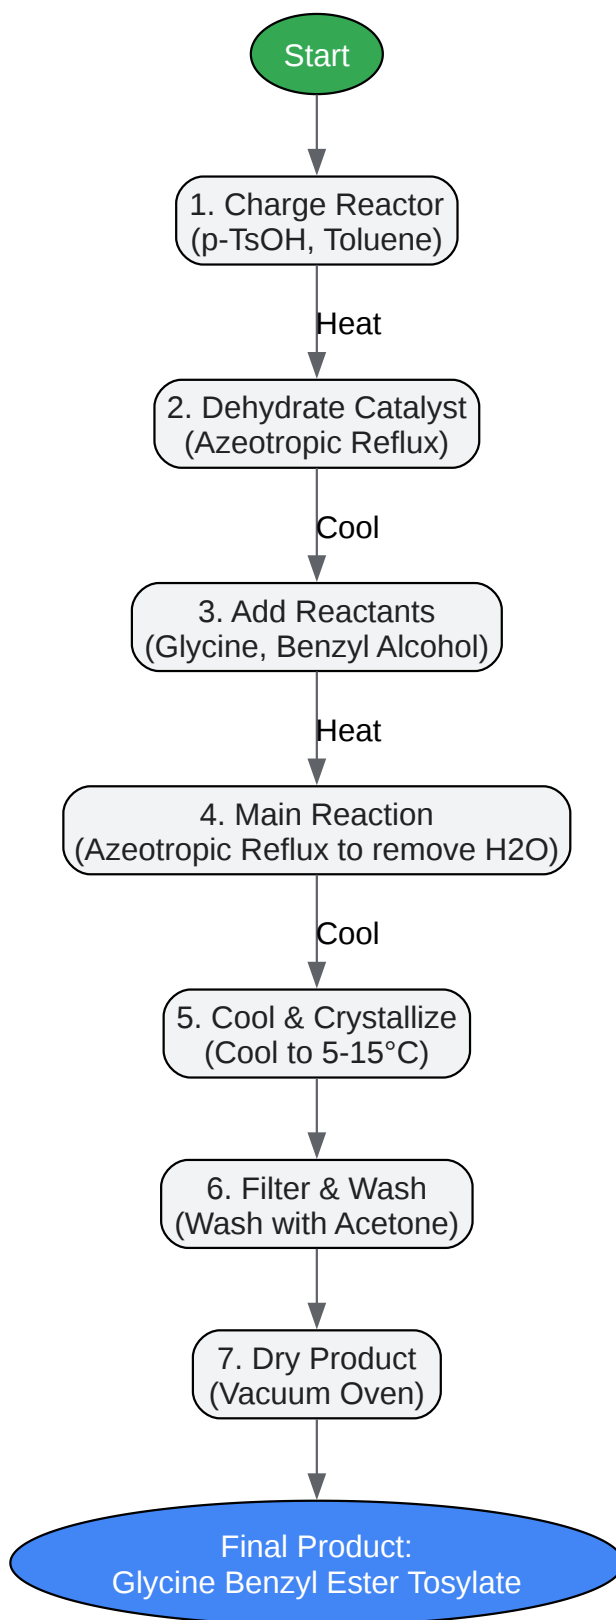 Start
1. Charge Reactor
(p-TsOH, Toluene)
Heat
2. Dehydrate Catalyst
(Azeotropic Reflux)
Cool
3. Add Reactants
(Glycine, Benzyl Alcohol)
Heat
4. Main Reaction
(Azeotropic Reflux to remove H2O)
Cool
5. Cool & Crystallize
(Cool to 5-15°C)
6. Filter & Wash
(Wash with Acetone)
7. Dry Product
(Vacuum Oven)
Final Product:
Glycine Benzyl Ester Tosylate